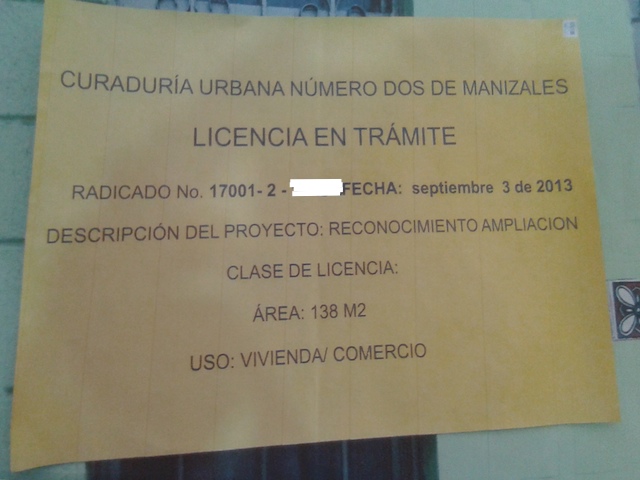 CURADURÍA URBANA NÚMERO DOS DE MANIZALES
LICENCIA EN TRÁMITE
RADICADO No. 17001- 2 - FECHA: septiembre 3 de 2013
DESCRIPCIÓN DEL PROYECTO: RECONOCIMIENTO AMPLIACION
CLASE DE LICENCIA:
ÁREA: 138 M2
USO: VIVIENDA/ COMERCIO